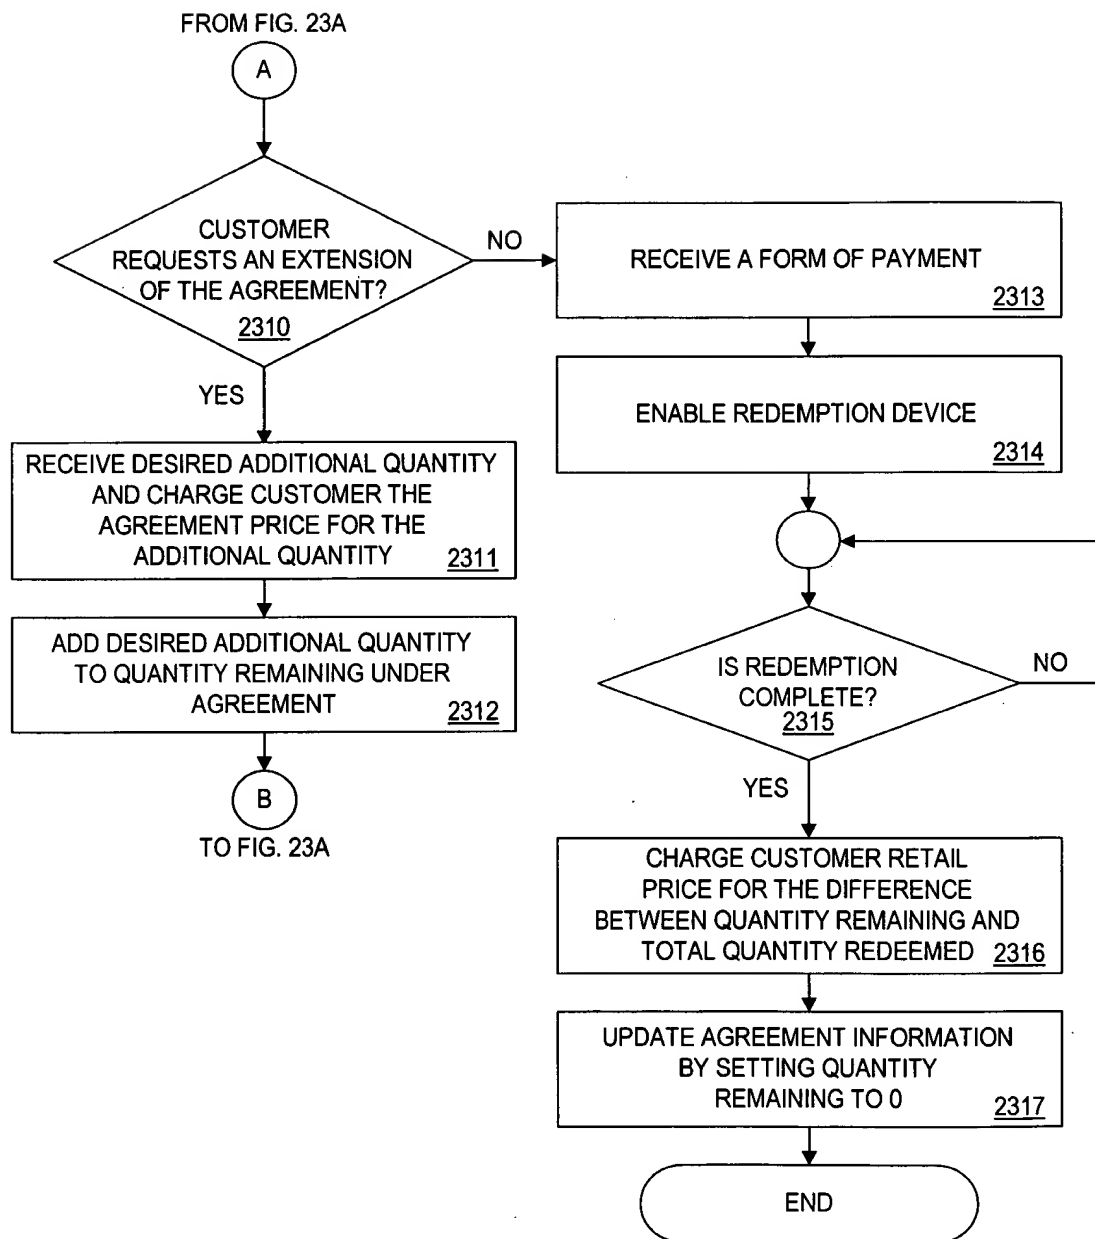 FROM FIG. 23A
A
CUSTOMER
REQUESTS AN EXTENSION
OF THE AGREEMENT?
2310
NO
YES
RECEIVE DESIRED ADDITIONAL QUANTITY
AND CHARGE CUSTOMER THE
AGREEMENT PRICE FOR THE
ADDITIONAL QUANTITY
2311
ADD DESIRED ADDITIONAL QUANTITY
TO QUANTITY REMAINING UNDER
AGREEMENT
2312
B
TO FIG. 23A
RECEIVE A FORM OF PAYMENT
2313
ENABLE REDEMPTION DEVICE
2314
IS REDEMPTION
COMPLETE?
2315
NO
YES
CHARGE CUSTOMER RETAIL
PRICE FOR THE DIFFERENCE
BETWEEN QUANTITY REMAINING AND
TOTAL QUANTITY REDEEMED
2316
UPDATE AGREEMENT INFORMATION
BY SETTING QUANTITY
REMAINING TO 0
2317
END